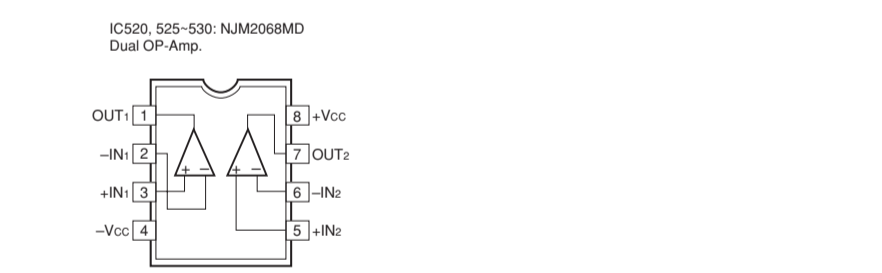 IC520, 525~530: NJM2068MD
Dual OP-Amp.
OUT1 1 8 +VCC
–IN1 2 7 OUT2
+ – + –
+IN1 3 6 –IN2
–VCC 4 5 +IN2